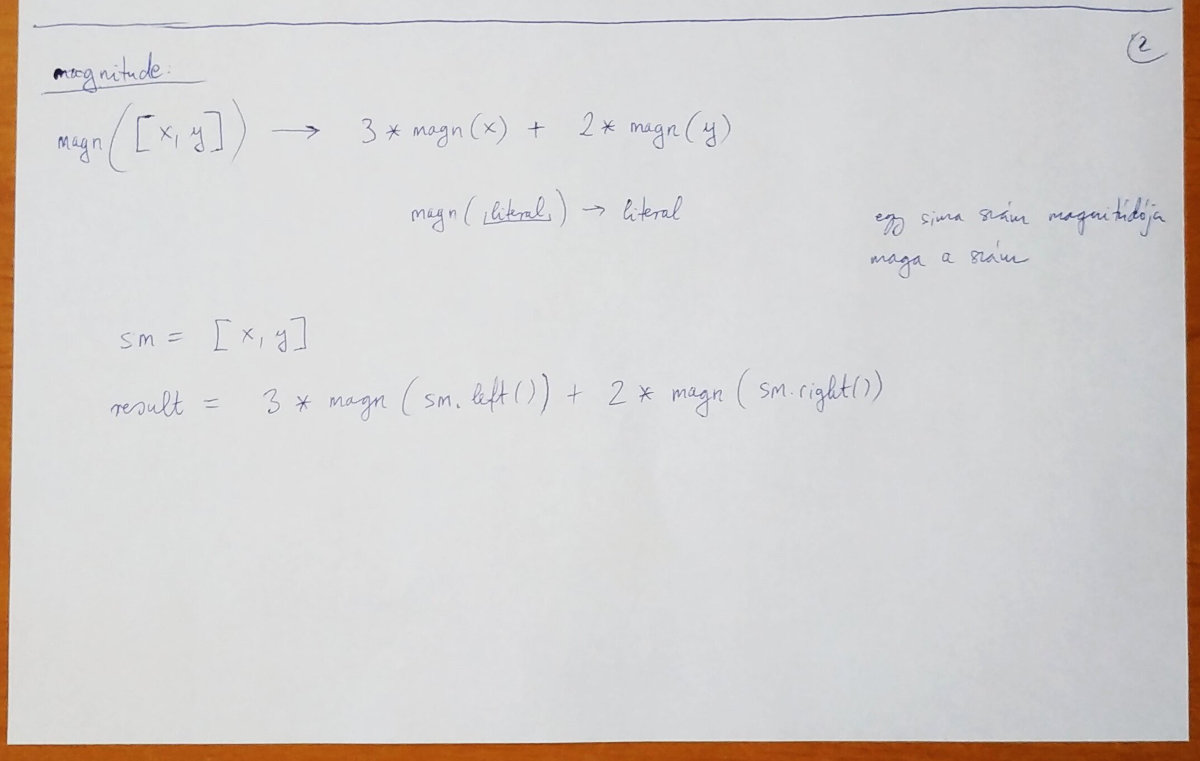 2
magnitude:
magn([x, y]) → 3 * magn(x) + 2 * magn(y)
magn(literal) → literal
egy sima szám magnitúdója
maga a szám
sm = [x, y]
result = 3 * magn(sm.left()) + 2 * magn(sm.right())